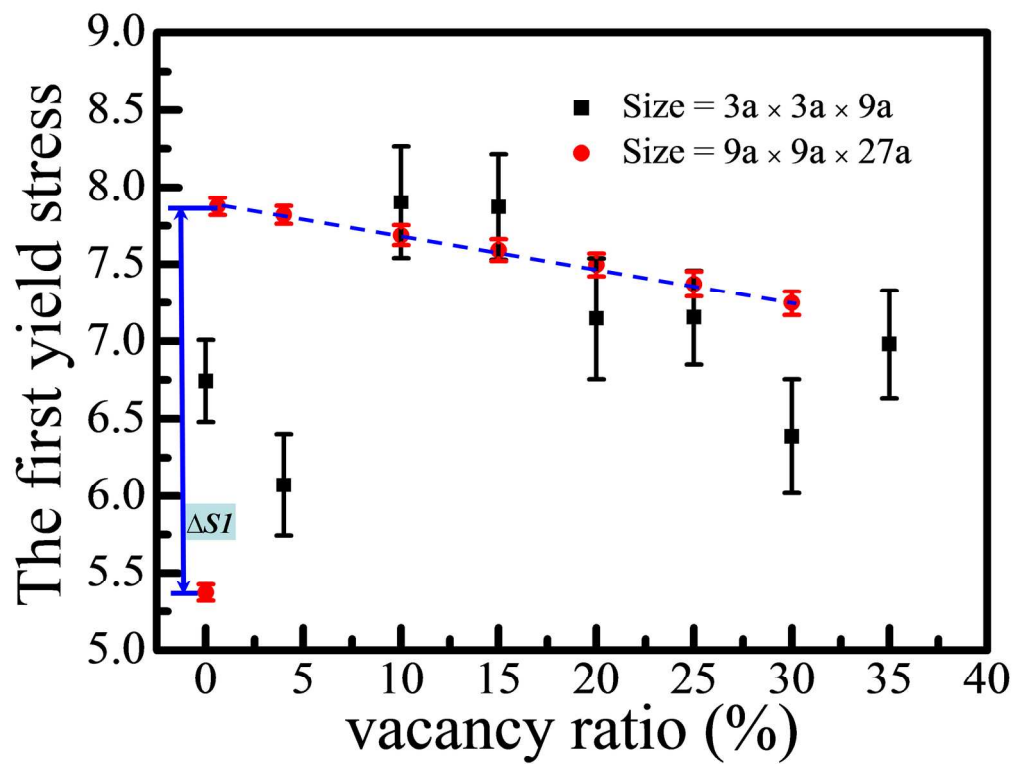 The first yield stress
9.0
8.5
8.0
7.5
7.0
6.5
6.0
5.5
5.0
Size = 3a × 3a × 9a
Size = 9a × 9a × 27a
ΔS1
0 5 10 15 20 25 30 35 40
vacancy ratio (%)